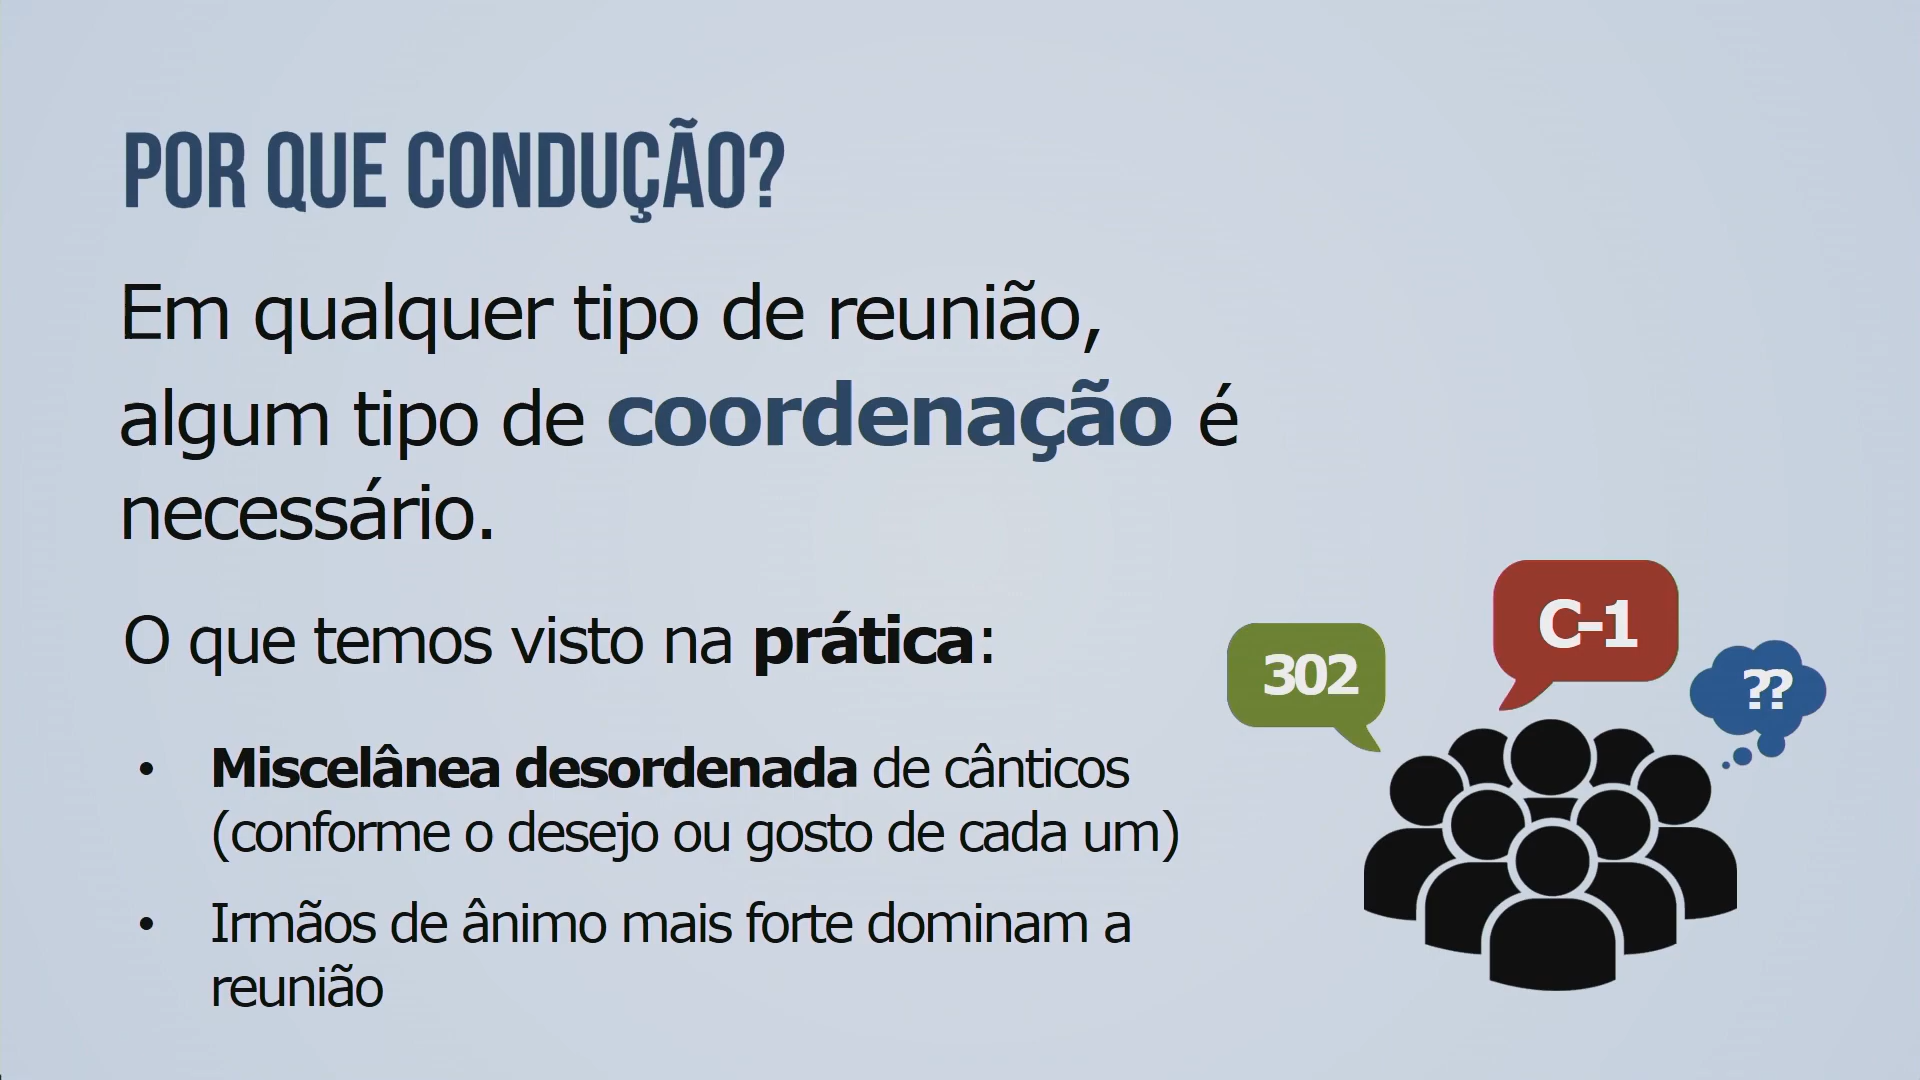 POR QUE CONDUÇÃO?
Em qualquer tipo de reunião,
algum tipo de coordenação é
necessário.
O que temos visto na prática:
• Miscelânea desordenada de cânticos
(conforme o desejo ou gosto de cada um)
• Irmãos de ânimo mais forte dominam a
reunião
302
C-1
??